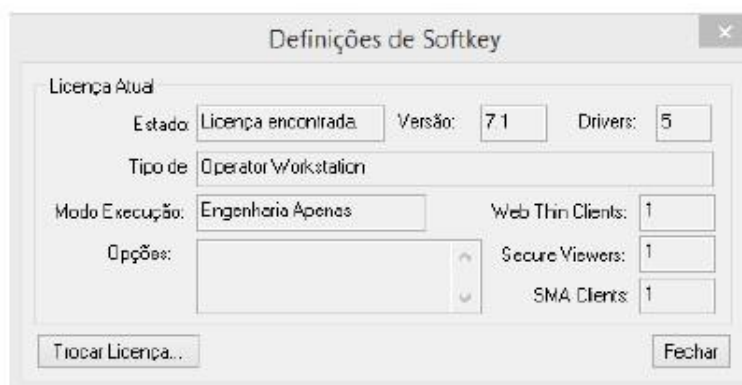 Definições de Softkey
Licença Atual
Estado: Licença encontrada. Versão: 7.1 Drivers: 5
Tipo de Operator Workstation
Modo Execução: Engenharia Apenas Web Thin Clients: 1
Opções: Secure Viewers: 1
SMA Clients: 1
Trocar Licença... Fechar